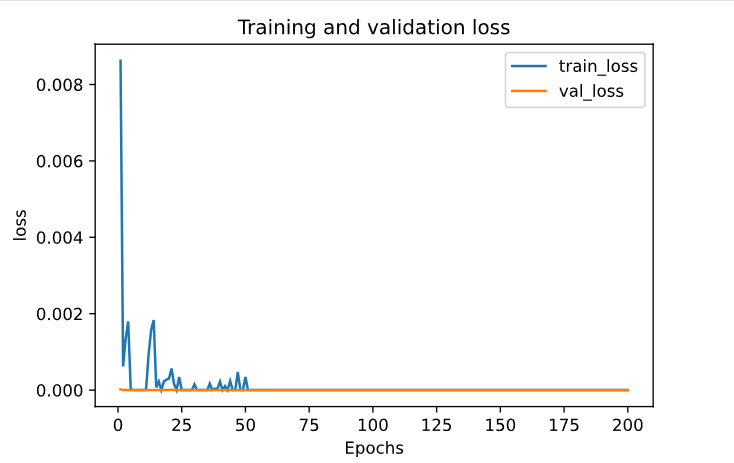 Training and validation loss
train_loss
val_loss
0.008
0.006
0.004
0.002
0.000
loss
0 25 50 75 100 125 150 175 200
Epochs